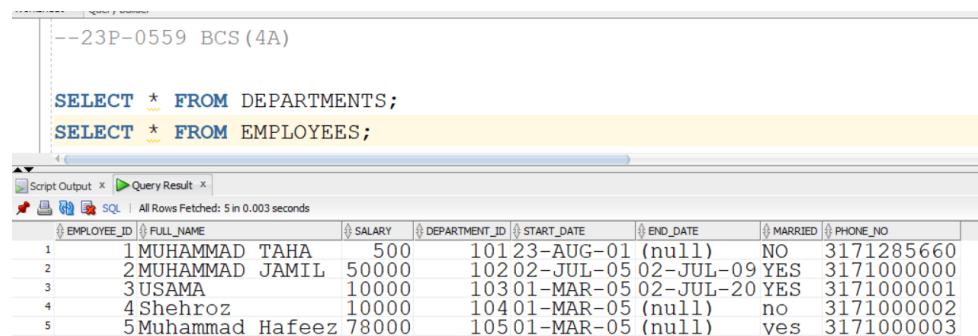 --23P-0559 BCS(4A)
SELECT * FROM DEPARTMENTS;
SELECT * FROM EMPLOYEES;
Script Output x Query Result x
SQL | All Rows Fetched: 5 in 0.003 seconds
EMPLOYEE_ID FULL_NAME SALARY DEPARTMENT_ID START_DATE END_DATE MARRIED PHONE_NO
1 1 MUHAMMAD TAHA 500 101 23-AUG-01 (null) NO 3171285660
2 2 MUHAMMAD JAMIL 50000 102 02-JUL-05 02-JUL-09 YES 3171000000
3 3 USAMA 10000 103 01-MAR-05 02-JUL-20 YES 3171000001
4 4 Shehroz 10000 104 01-MAR-05 (null) no 3171000002
5 5 Muhammad Hafeez 78000 105 01-MAR-05 (null) yes 3171000003